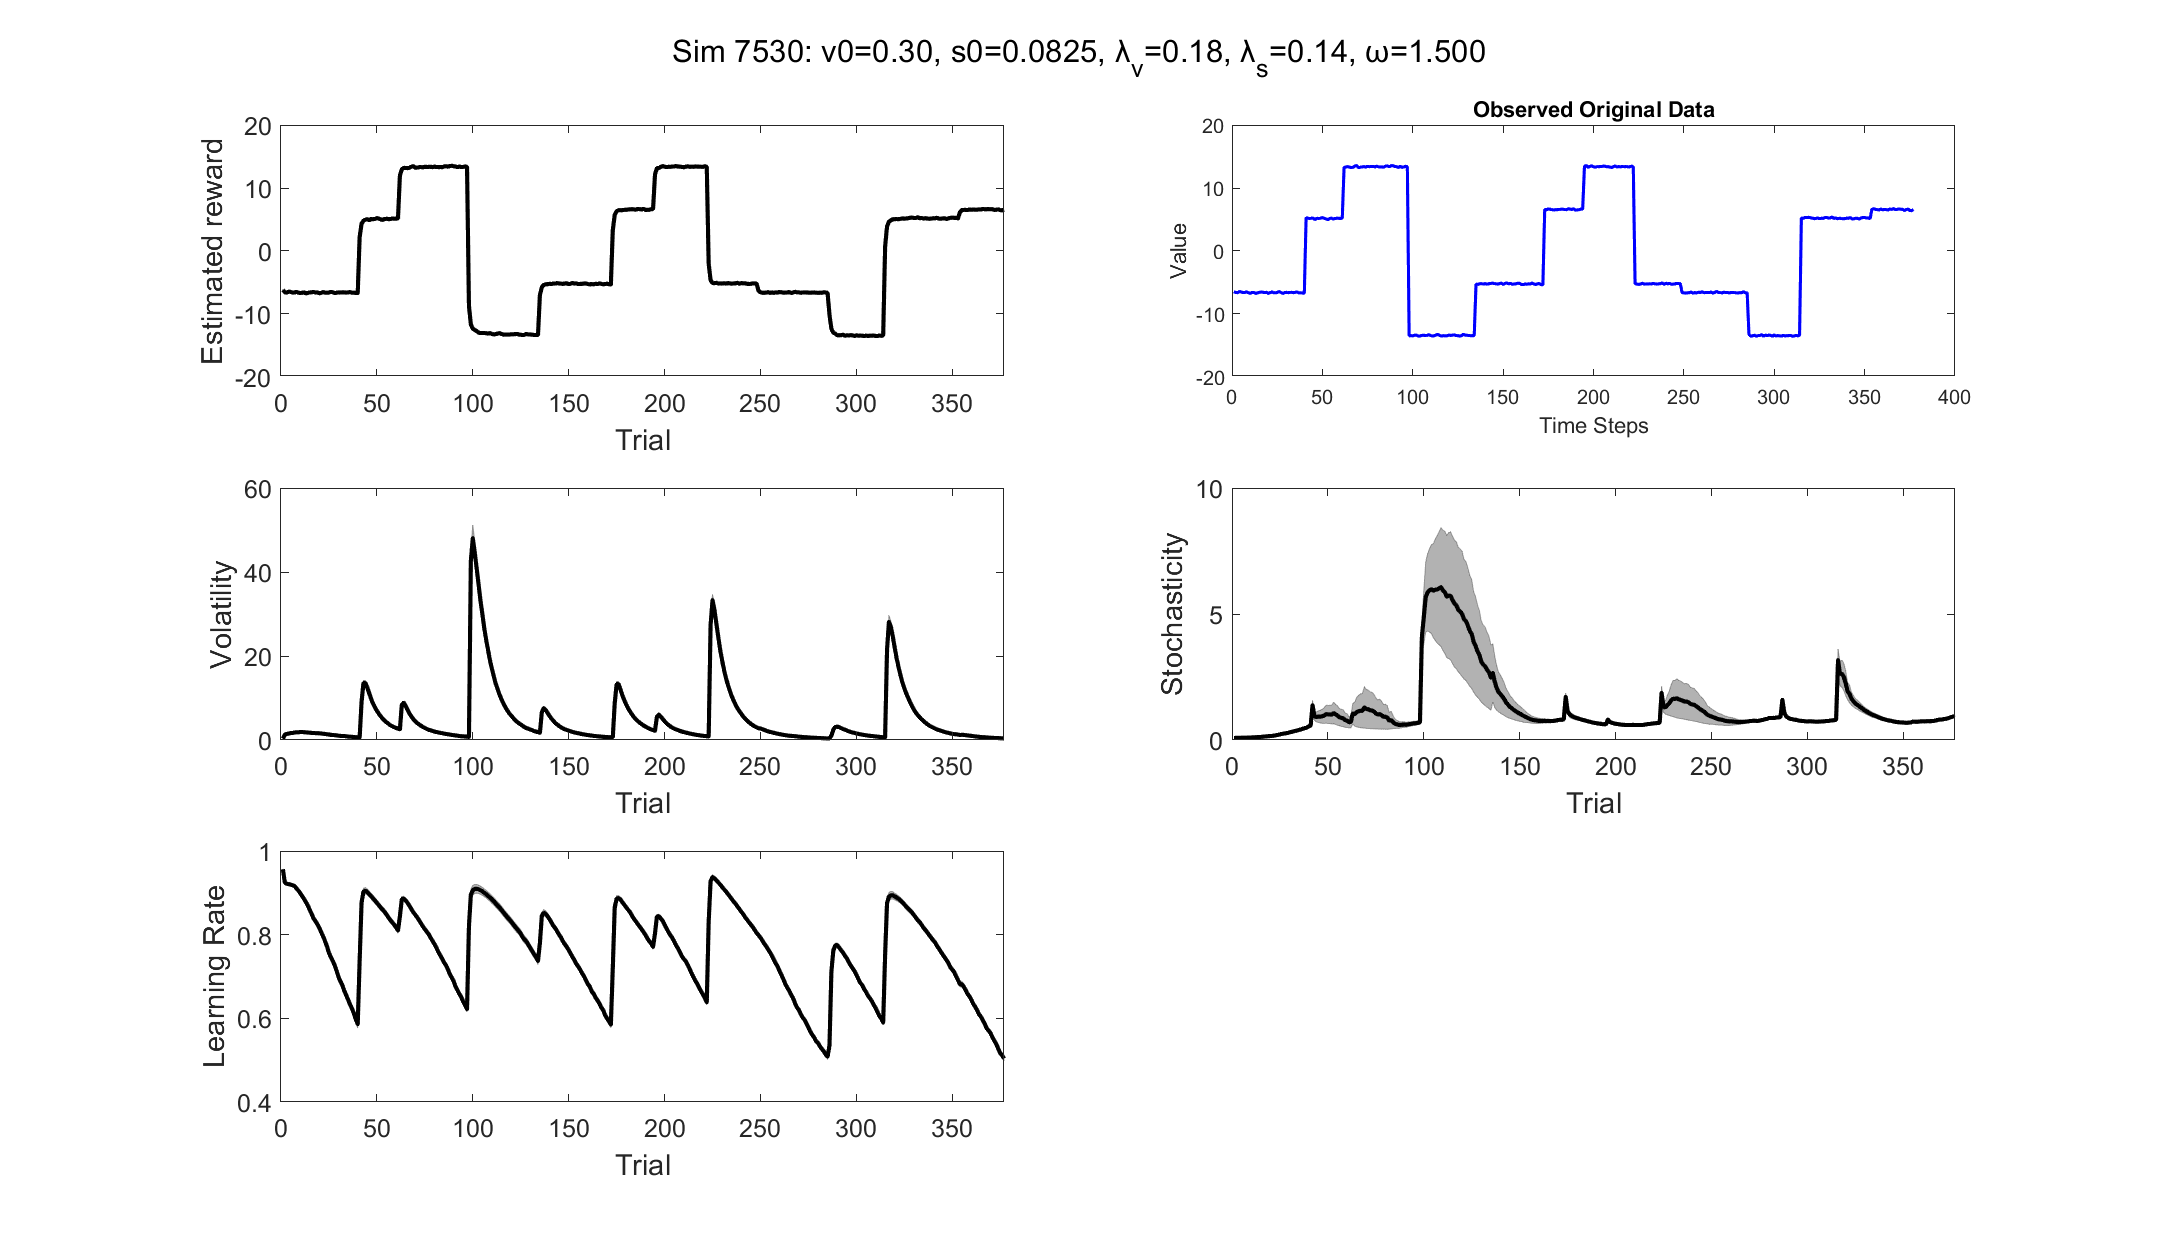 Sim 7530: v0=0.30, s0=0.0825, λ_v=0.18, λ_s=0.14, ω=1.500
Estimated reward
20
10
0
-10
-20
0 50 100 150 200 250 300 350
Trial
Observed Original Data
Value
20
10
0
-10
-20
0 50 100 150 200 250 300 350 400
Time Steps
Volatility
60
40
20
0
0 50 100 150 200 250 300 350
Trial
Stochasticity
10
5
0
0 50 100 150 200 250 300 350
Trial
Learning Rate
1
0.8
0.6
0.4
0 50 100 150 200 250 300 350
Trial